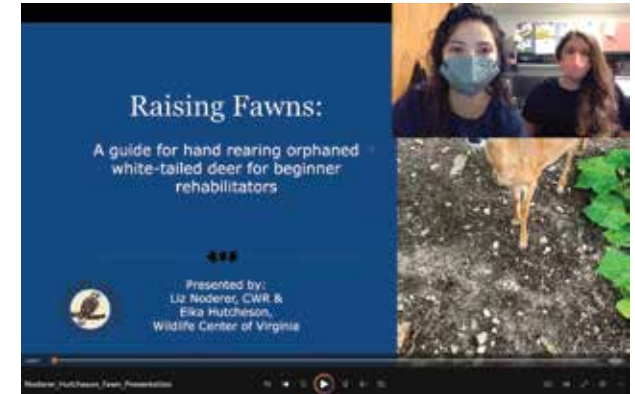 Raising Fawns:
A guide for hand rearing orphaned
white-tailed deer for beginner
rehabilitators
Presented by:
Liz Noderer, CWR &
Elka Hutcheson,
Wildlife Center of Virginia
Noderer_Hutcheson_Fawn_Presentation